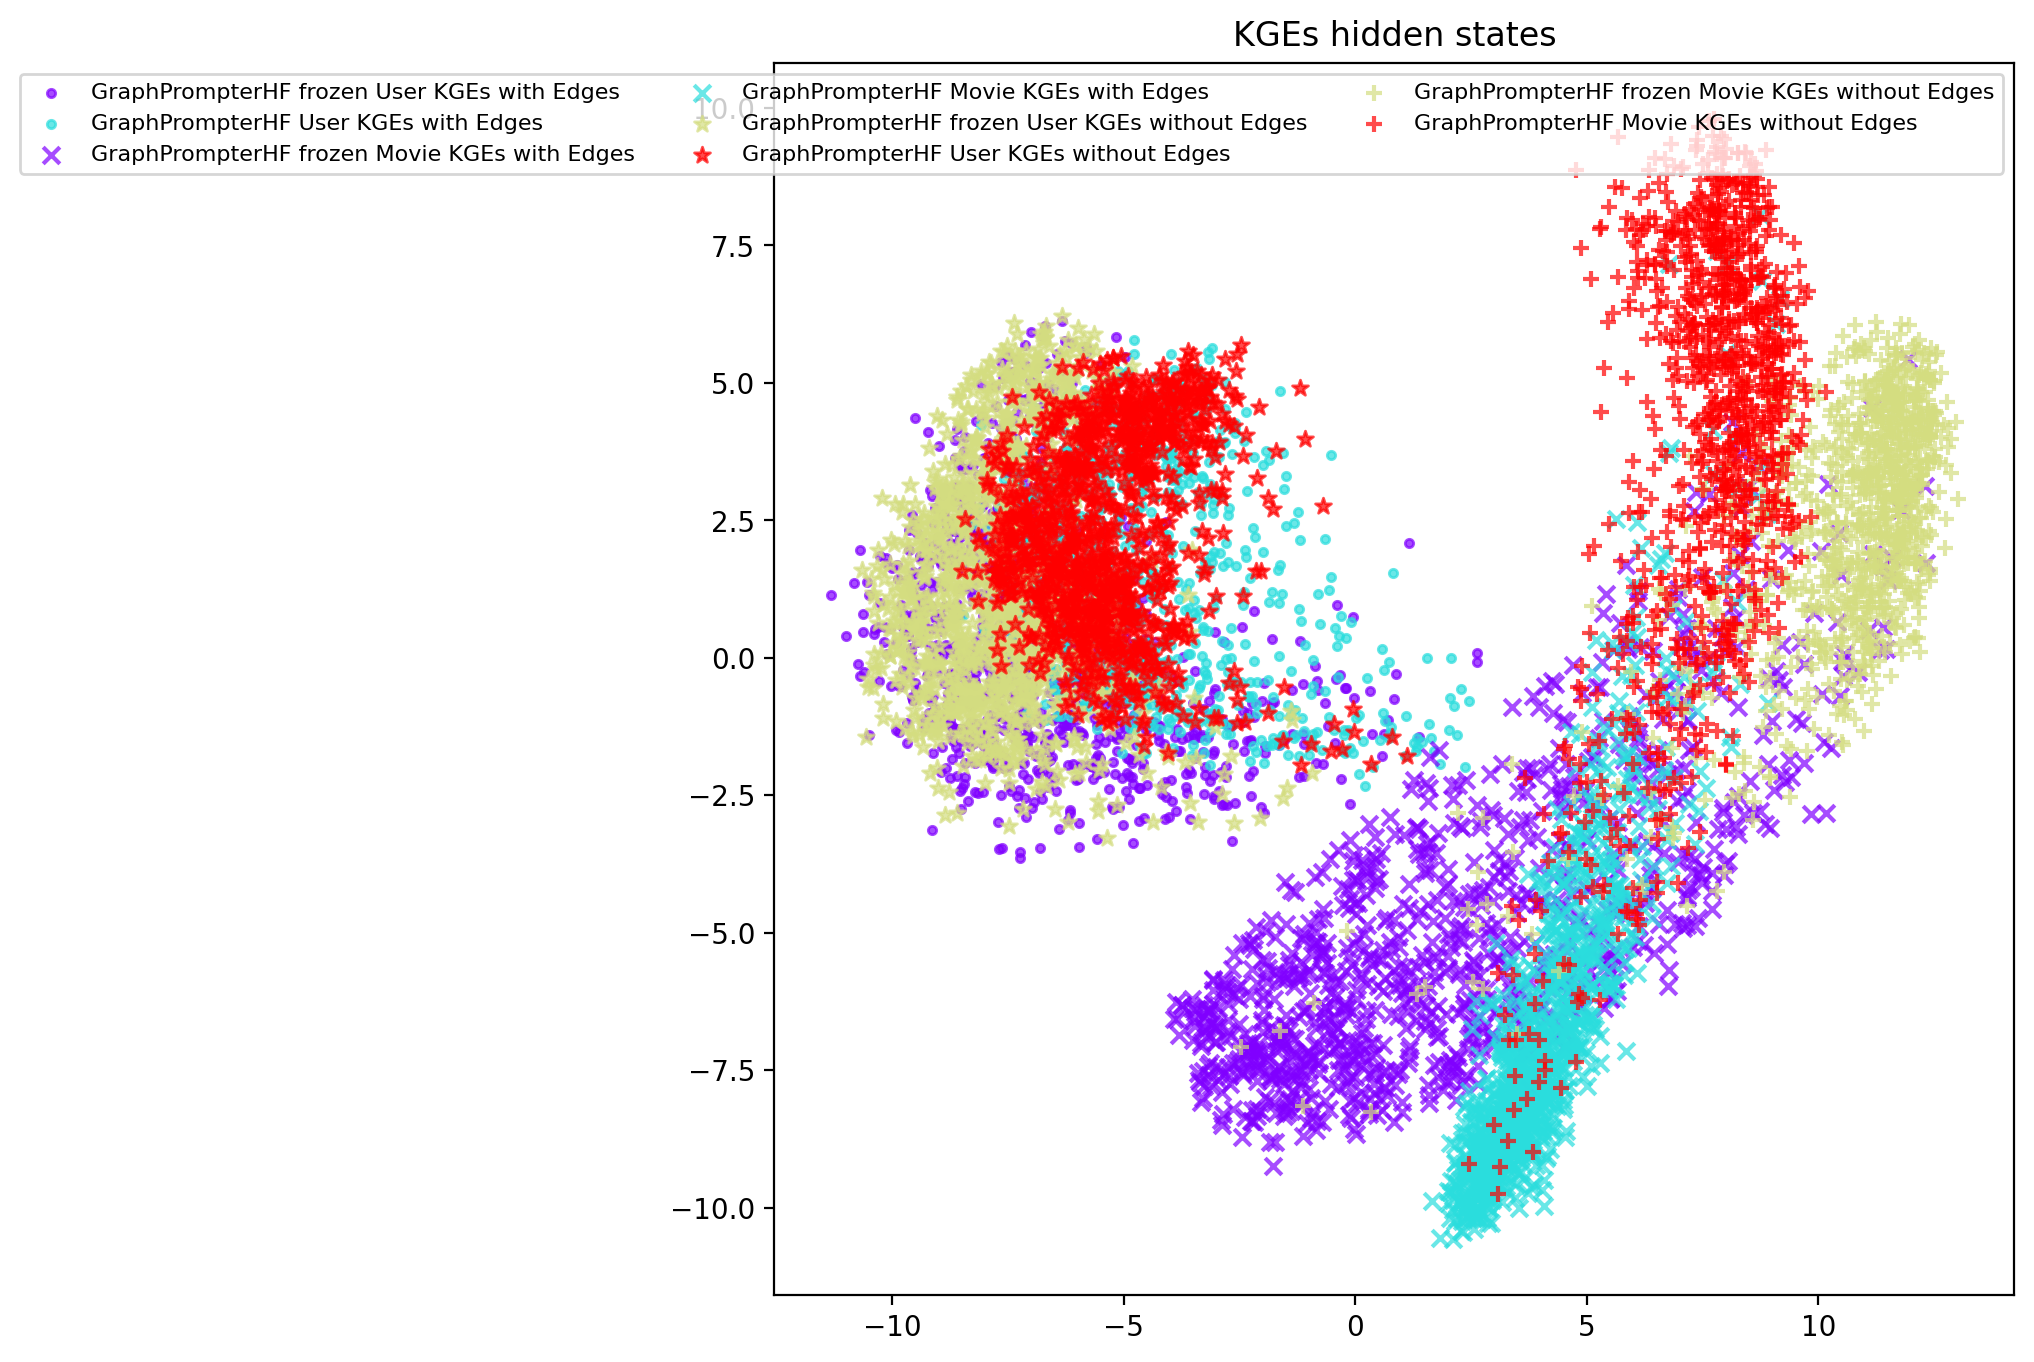 KGEs hidden states
GraphPrompterHF frozen User KGEs with Edges
GraphPrompterHF User KGEs with Edges
GraphPrompterHF frozen Movie KGEs with Edges
GraphPrompterHF Movie KGEs with Edges
GraphPrompterHF frozen User KGEs without Edges
GraphPrompterHF User KGEs without Edges
GraphPrompterHF frozen Movie KGEs without Edges
GraphPrompterHF Movie KGEs without Edges
10.0
7.5
5.0
2.5
0.0
−2.5
−5.0
−7.5
−10.0
−10
−5
0
5
10